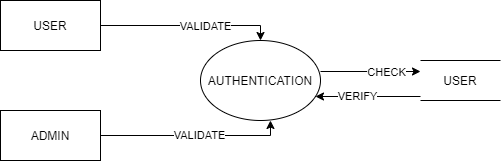 USER
VALIDATE
AUTHENTICATION
CHECK
USER
VERIFY
ADMIN
VALIDATE